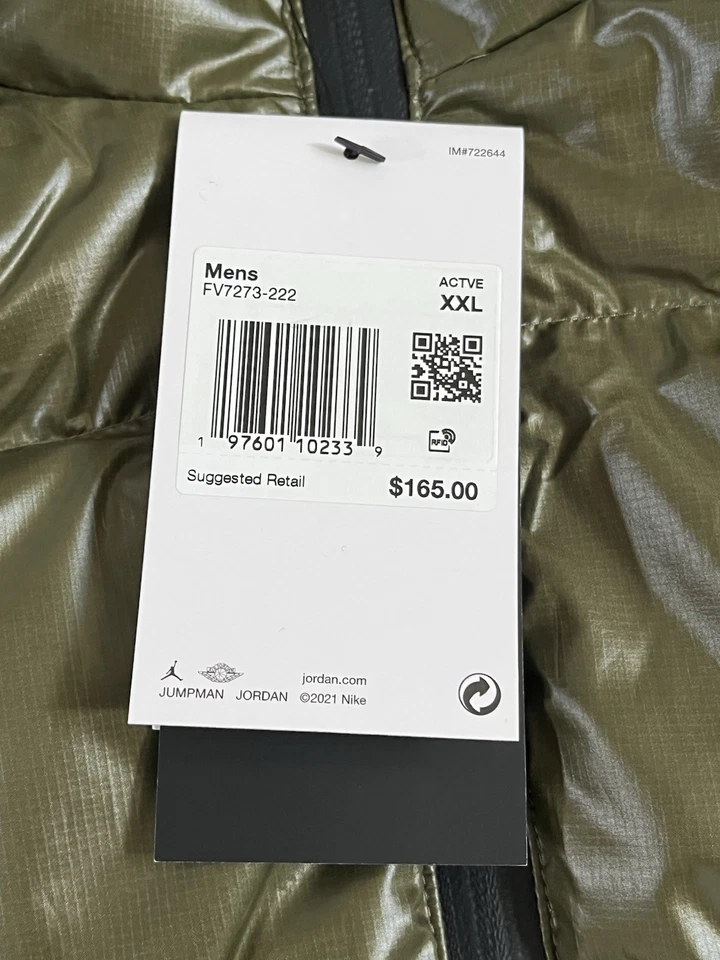 IM#722644
Mens
FV7273-222
ACTVE
XXL
1 97601 10233 9
RFID
Suggested Retail
$165.00
jordan.com
JUMPMAN JORDAN ©2021 Nike